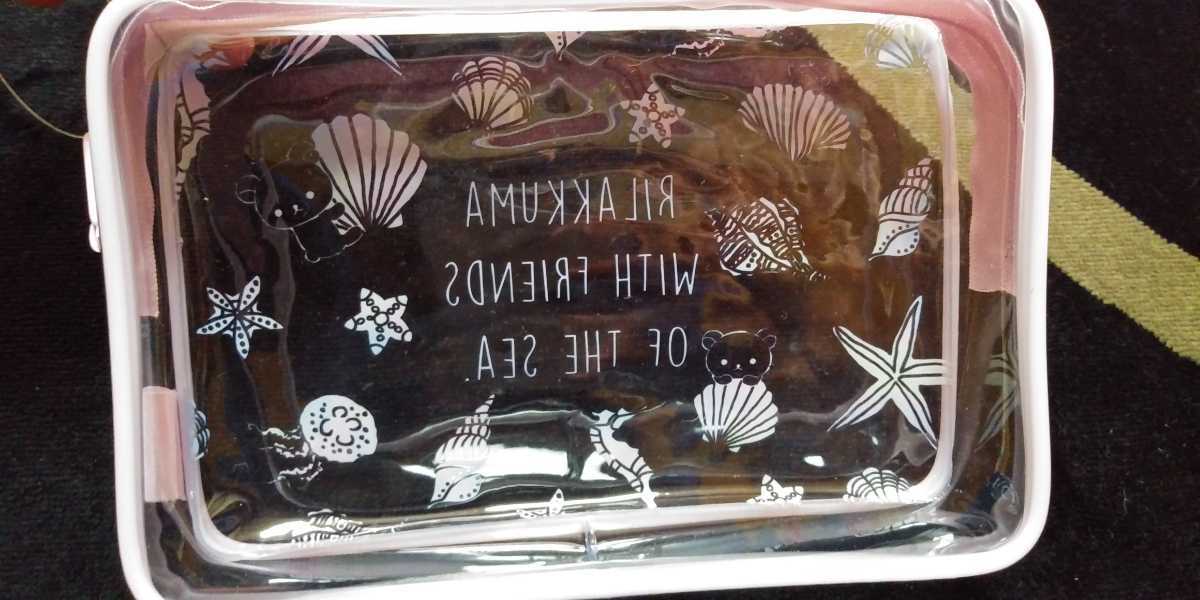 RILAKKUMA
WITH FRIENDS
OF THE SEA.